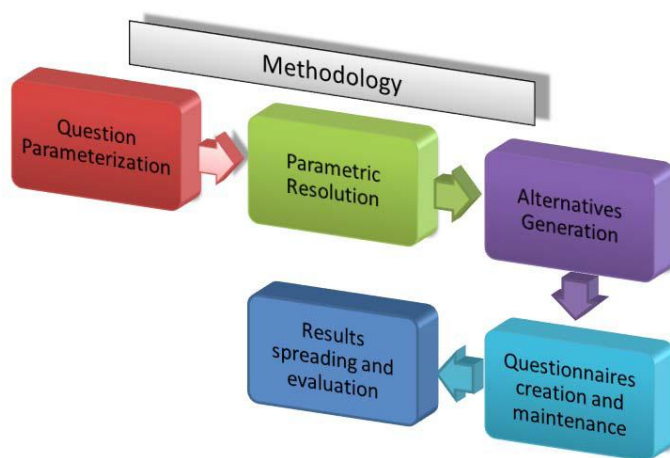 Methodology
Question
Parameterization
Parametric
Resolution
Alternatives
Generation
Questionnaires
creation and
maintenance
Results
spreading and
evaluation